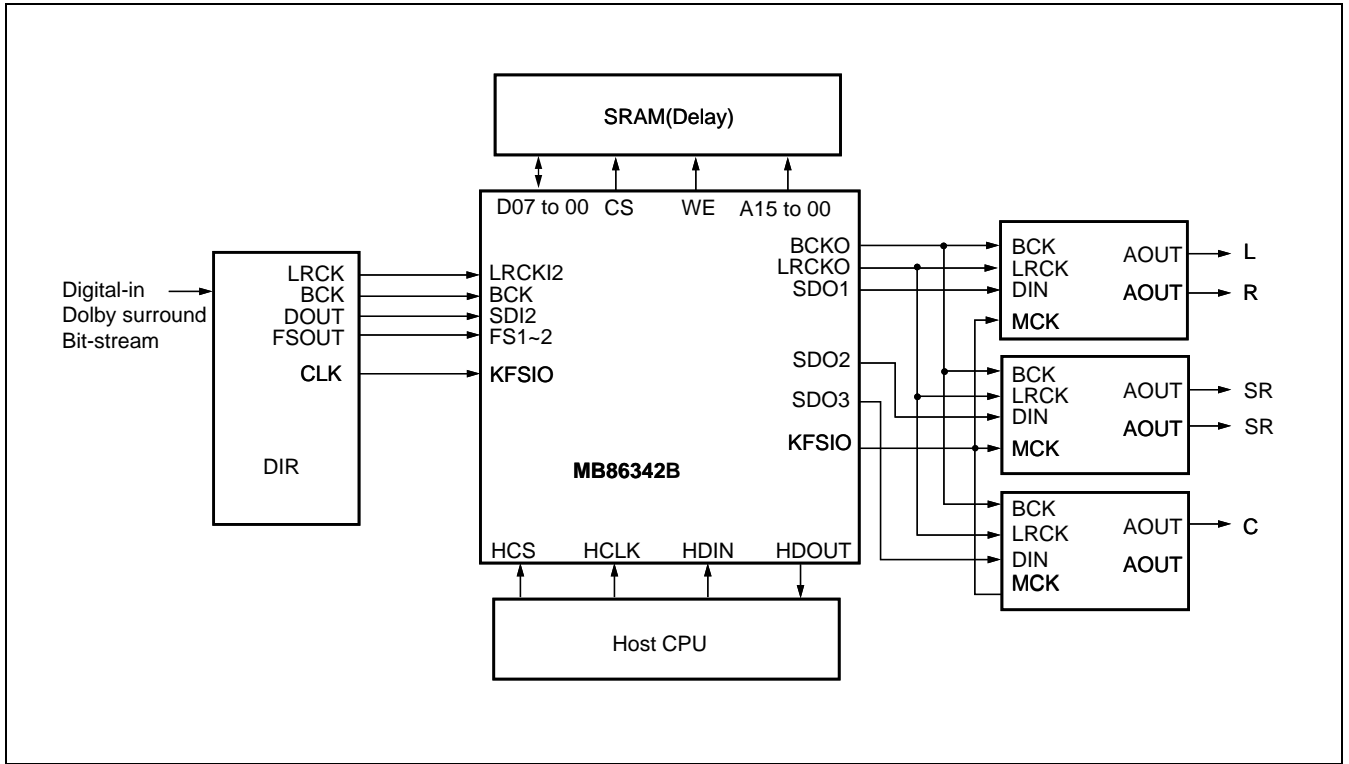 SRAM(Delay)
D07 to 00 CS WE A15 to 00
Digital-in
Dolby surround
Bit-stream
LRCK
BCK
DOUT
FSOUT
CLK
DIR
LRCKI2
BCK
SDI2
FS1~2
KFSIO
MB86342B
BCKO
LRCKO
SDO1
SDO2
SDO3
KFSIO
HCS HCLK HDIN HDOUT
Host CPU
BCK
LRCK
DIN
MCK
AOUT
AOUT
L
R
BCK
LRCK
DIN
MCK
AOUT
AOUT
SR
SR
BCK
LRCK
DIN
MCK
AOUT
AOUT
C